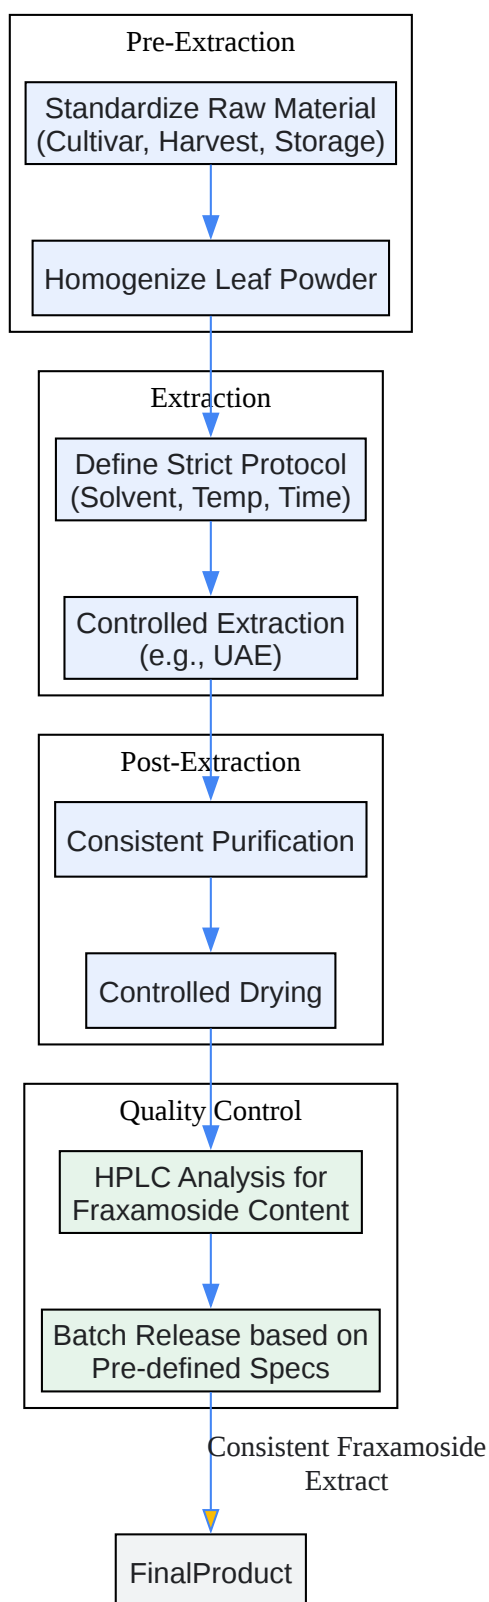 Pre-Extraction
Standardize Raw Material
(Cultivar, Harvest, Storage)
Homogenize Leaf Powder
Extraction
Define Strict Protocol
(Solvent, Temp, Time)
Controlled Extraction
(e.g., UAE)
Post-Extraction
Consistent Purification
Controlled Drying
Quality Control
HPLC Analysis for
Fraxamoside Content
Batch Release based on
Pre-defined Specs
Consistent Fraxamoside
Extract
FinalProduct